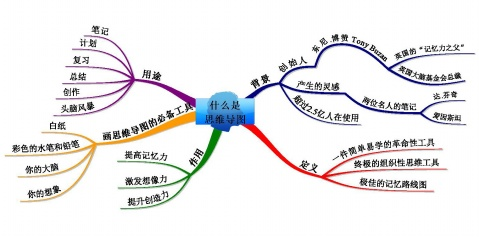 什么是
思维导图
背景
创始人
东尼.博赞 Tony Buzan
英国的“记忆力之父”
英国大脑基金会总裁
产生的灵感
两位名人的笔记
达.芬奇
爱因斯坦
超过2.5亿人在使用
定义
一件简单易学的革命性工具
终极的组织性思维工具
极佳的记忆路线图
作用
提高记忆力
激发想像力
提升创造力
画思维导图的必备工具
白纸
彩色的水笔和铅笔
你的大脑
你的想象
用途
笔记
计划
复习
总结
创作
头脑风暴